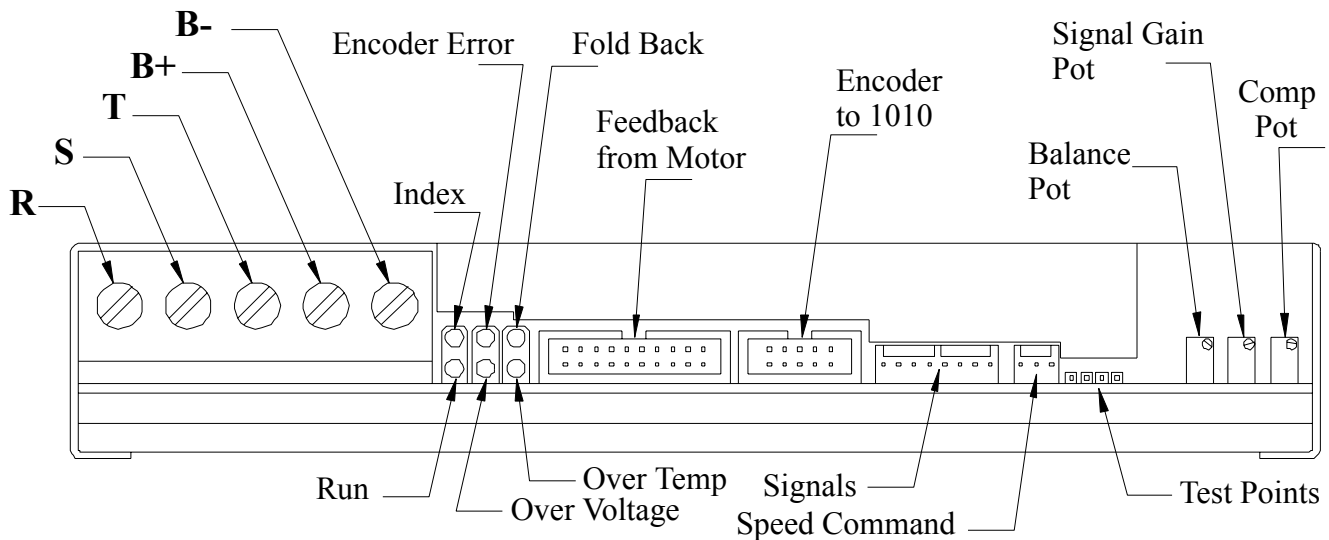 B-
B+
T
S
R
Encoder Error
Index
Fold Back
Feedback
from Motor
Encoder
to 1010
Signal Gain
Pot
Comp
Pot
Balance
Pot
Run
Over Voltage
Over Temp
Signals
Speed Command
Test Points